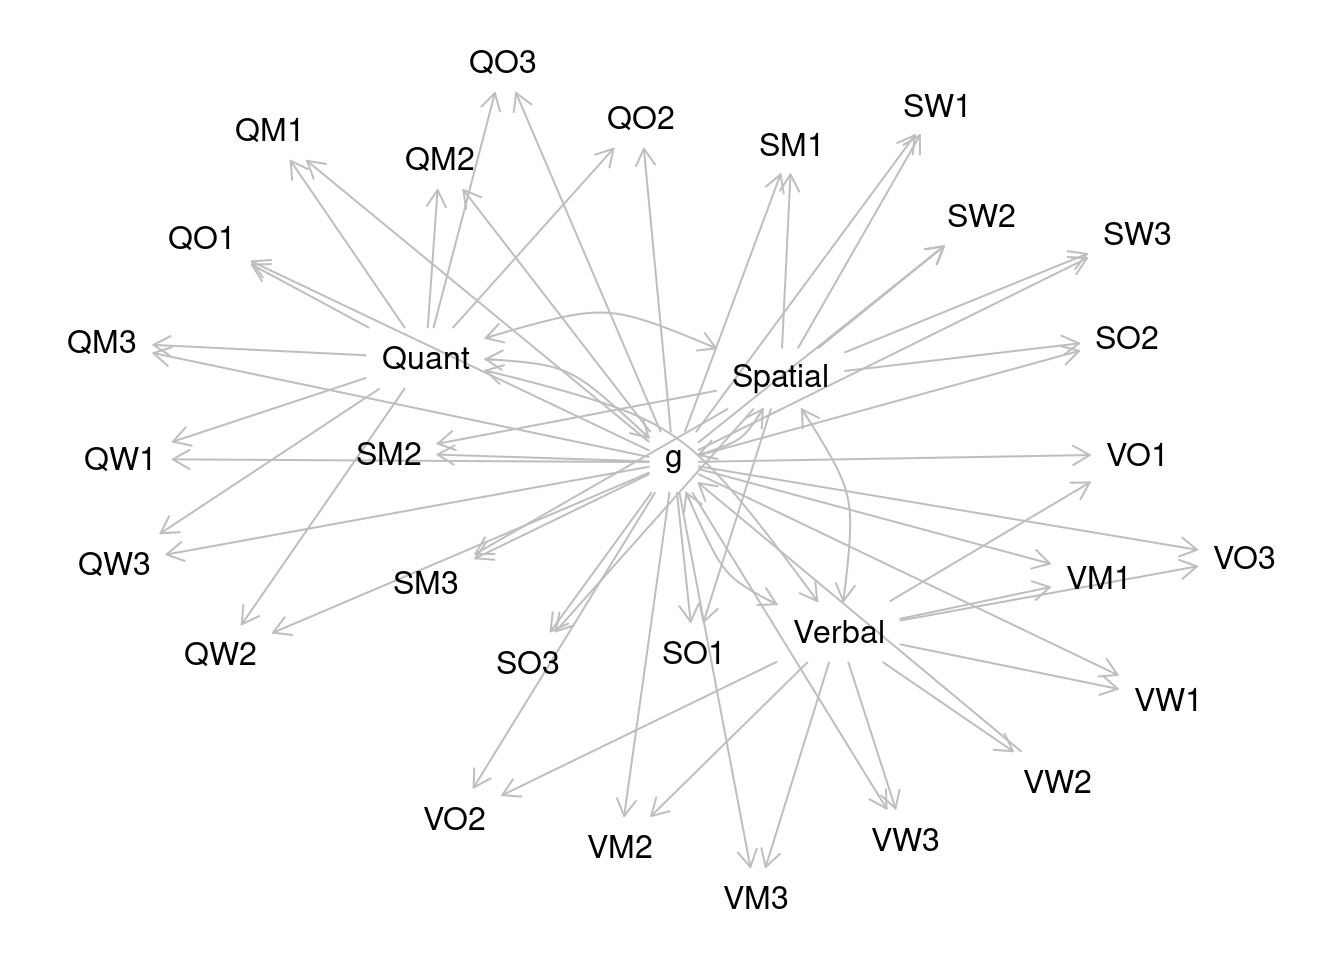 QO3
SW1
QO2
QM1
SM1
QM2
SW2
SW3
QO1
SO2
QM3
Quant
Spatial
SM2
g
VO1
QW1
VO3
QW3
VM1
SM3
Verbal
QW2
SO1
SO3
VW1
VW2
VO2
VW3
VM2
VM3